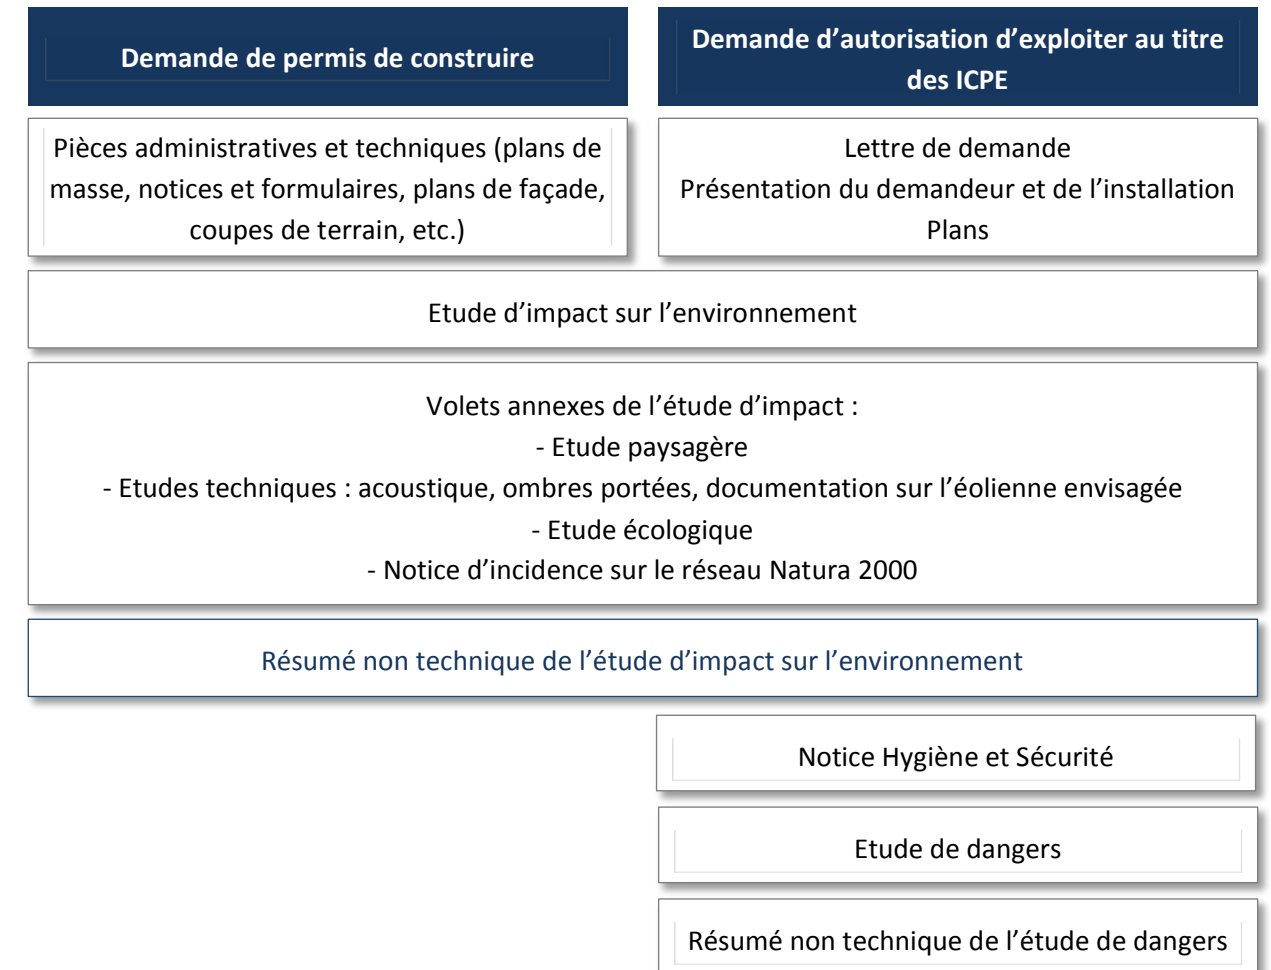 Demande de permis de construire
Demande d’autorisation d’exploiter au titre
des ICPE
Pièces administratives et techniques (plans de
masse, notices et formulaires, plans de façade,
coupes de terrain, etc.)
Lettre de demande
Présentation du demandeur et de l’installation
Plans
Etude d’impact sur l’environnement
Volets annexes de l’étude d’impact :
- Etude paysagère
- Etudes techniques : acoustique, ombres portées, documentation sur l’éolienne envisagée
- Etude écologique
- Notice d’incidence sur le réseau Natura 2000
Résumé non technique de l’étude d’impact sur l’environnement
Notice Hygiène et Sécurité
Etude de dangers
Résumé non technique de l’étude de dangers